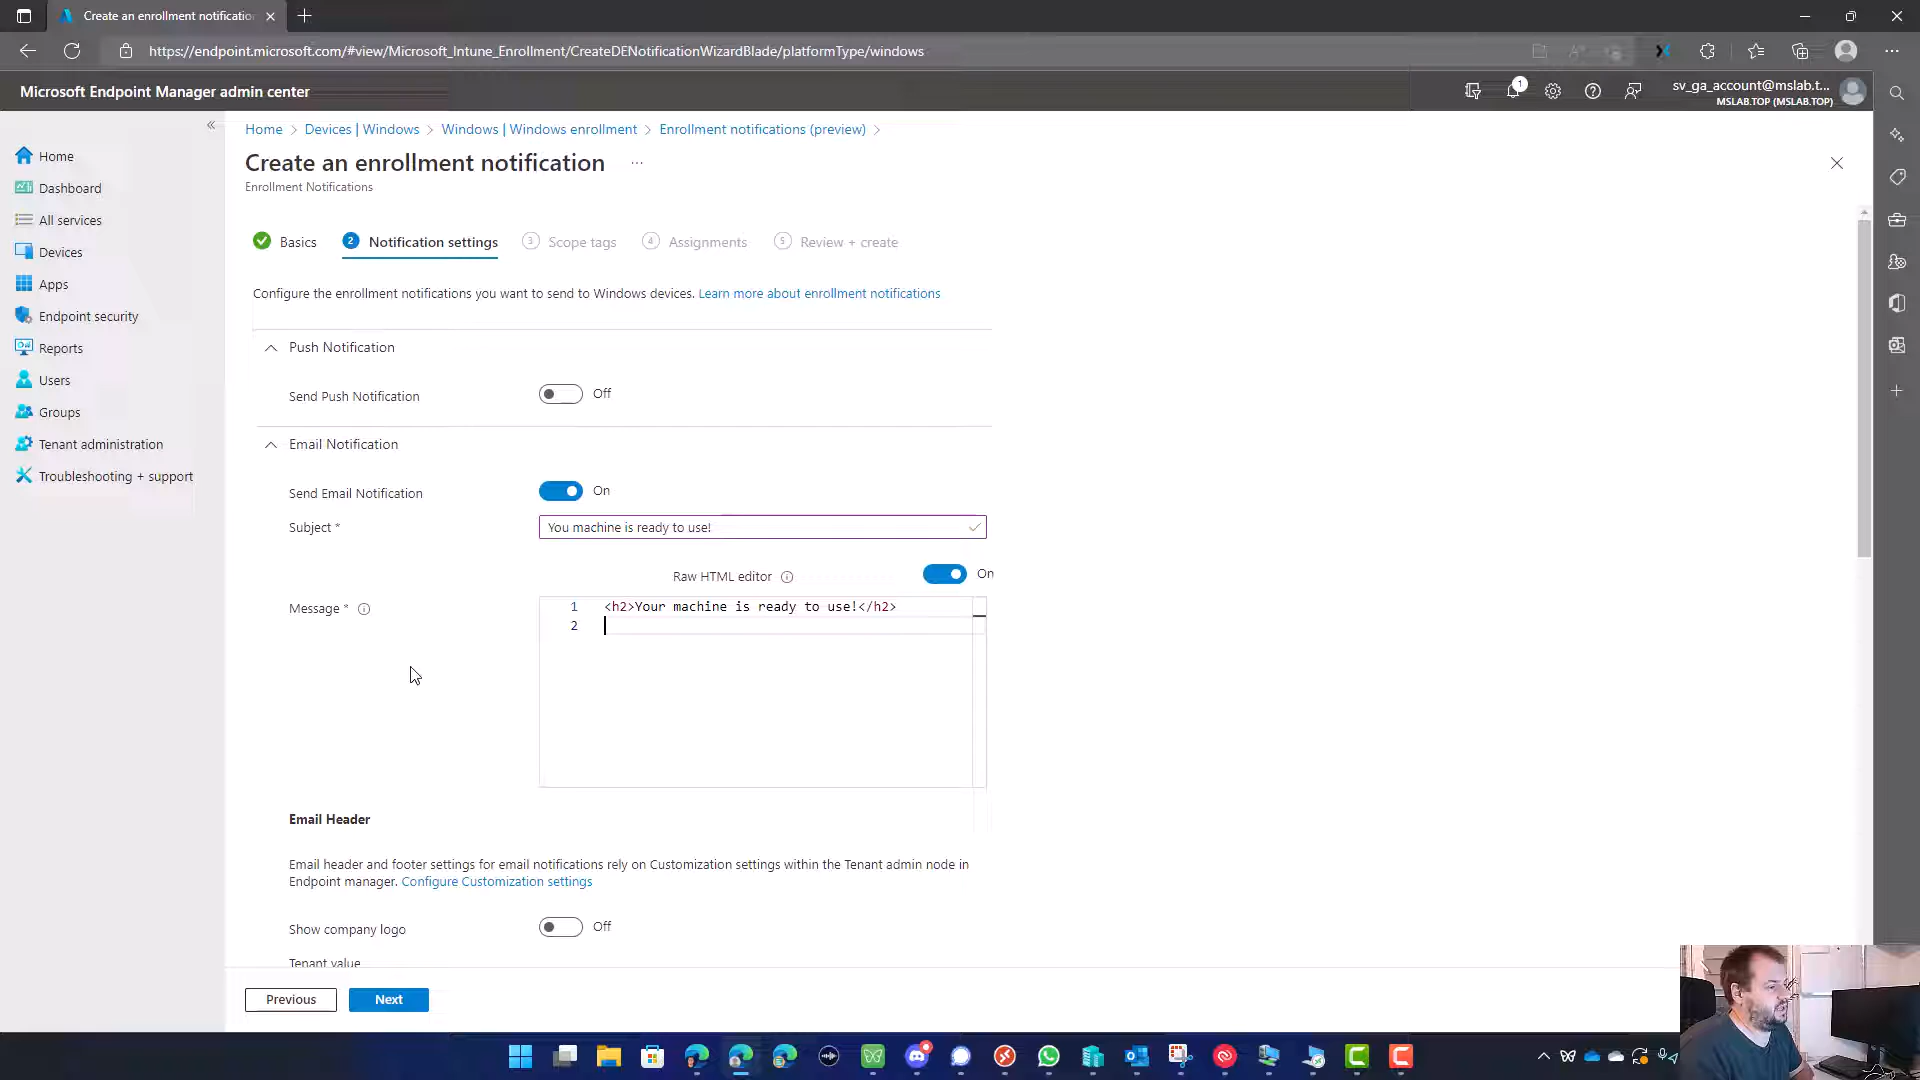 Create an enrollment notificatio
https://endpoint.microsoft.com/#view/Microsoft_Intune_Enrollment/CreateDENotificationWizardBlade/platformType/windows
Microsoft Endpoint Manager admin center
1
sv_ga_account@mslab.t...
MSLAB.TOP (MSLAB.TOP)
Home > Devices | Windows > Windows | Windows enrollment > Enrollment notifications (preview) >
Create an enrollment notification ...
Enrollment Notifications
Home
Dashboard
All services
Devices
Apps
Endpoint security
Reports
Users
Groups
Tenant administration
Troubleshooting + support
Basics
2 Notification settings
3 Scope tags
4 Assignments
5 Review + create
Configure the enrollment notifications you want to send to Windows devices. Learn more about enrollment notifications
Push Notification
Send Push Notification
Off
Email Notification
Send Email Notification
On
Subject *
You machine is ready to use!
Raw HTML editor
On
Message *
1 <h2>Your machine is ready to use!</h2>
2
Email Header
Email header and footer settings for email notifications rely on Customization settings within the Tenant admin node in
Endpoint manager. Configure Customization settings
Show company logo
Off
Tenant value
Previous
Next